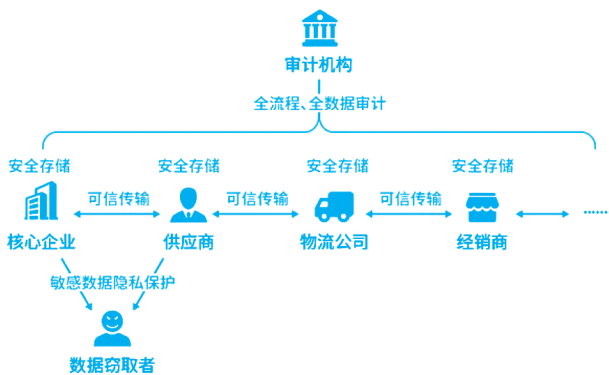 审计机构
全流程、全数据审计
安全存储 安全存储 安全存储 安全存储
可信传输 可信传输 可信传输
核心企业 供应商 物流公司 经销商 ……
敏感数据隐私保护
数据窃取者